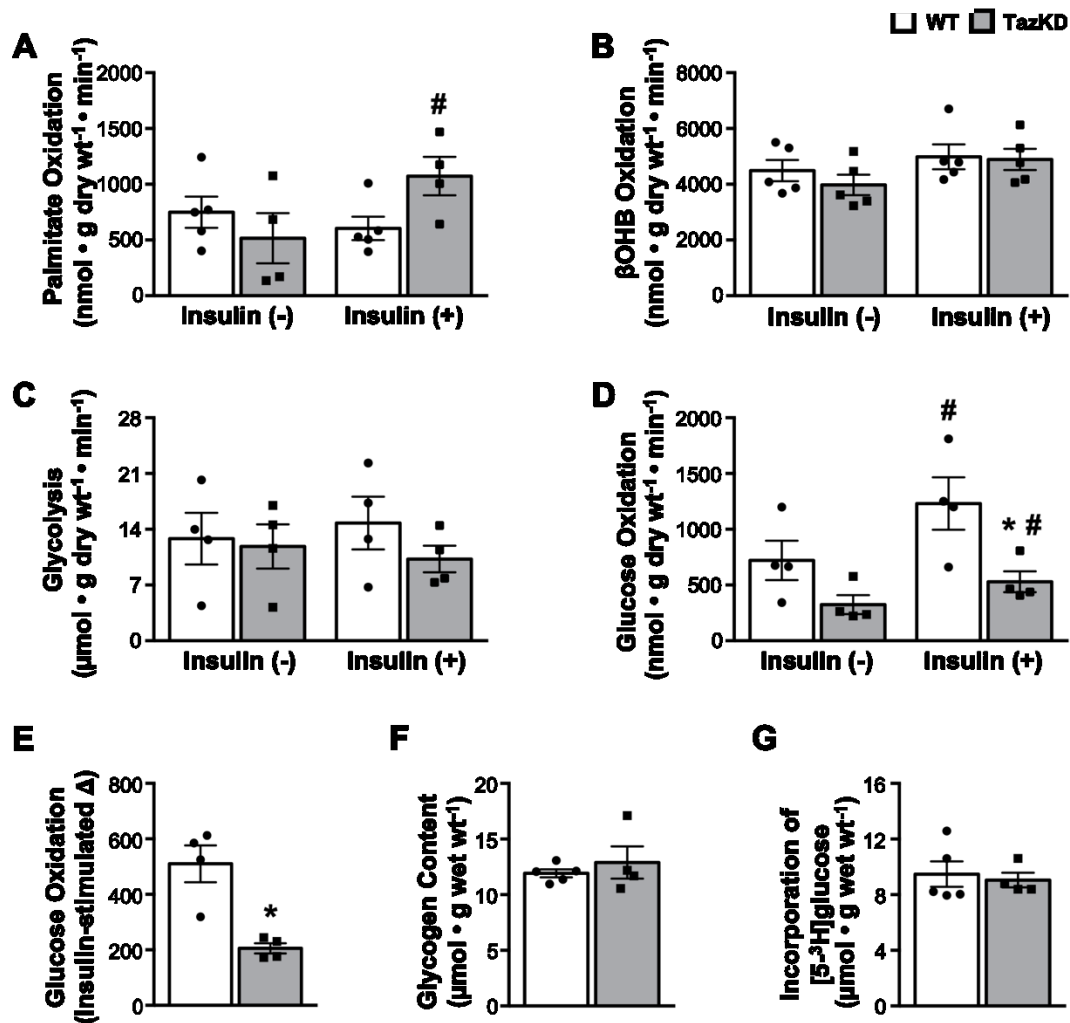 WT TazKD
A
Palmitate Oxidation
(nmol • g dry wt⁻¹ • min⁻¹)
2000
1500
1000
500
0
#
Insulin (-) Insulin (+)
B
βOHB Oxidation
(nmol • g dry wt⁻¹ • min⁻¹)
8000
6000
4000
2000
0
Insulin (-) Insulin (+)
C
Glycolysis
(μmol • g dry wt⁻¹ • min⁻¹)
28
21
14
7
0
Insulin (-) Insulin (+)
D
Glucose Oxidation
(nmol • g dry wt⁻¹ • min⁻¹)
2000
1500
1000
500
0
#
* #
Insulin (-) Insulin (+)
E
Glucose Oxidation
(Insulin-stimulated Δ)
800
600
400
200
0
*
F
Glycogen Content
(μmol • g wet wt⁻¹)
20
15
10
5
0
G
Incorporation of
[5-³H]glucose
(μmol • g wet wt⁻¹)
16
12
8
4
0